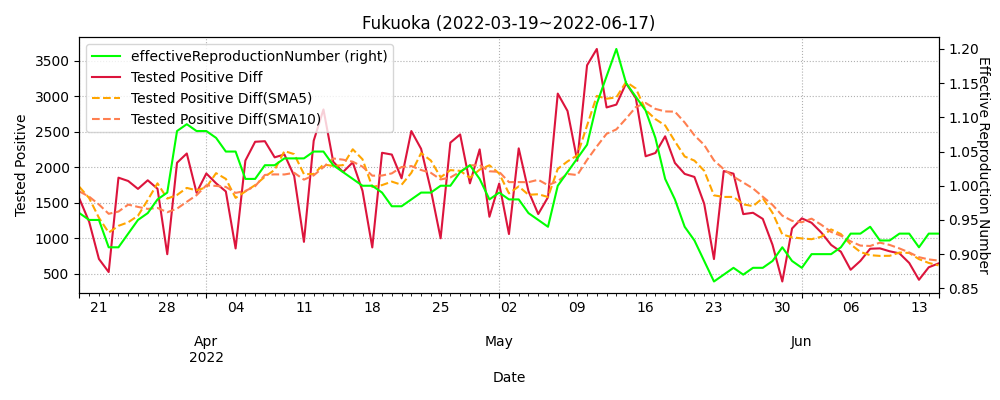 Fukuoka (2022-03-19~2022-06-17)
effectiveReproductionNumber (right)
Tested Positive Diff
Tested Positive Diff(SMA5)
Tested Positive Diff(SMA10)
Tested Positive
3500
3000
2500
2000
1500
1000
500
1.20
1.15
1.10
1.05
1.00
0.95
0.90
0.85
Effective Reproduction Number
21 28 04 11 18 25 02 09 16 23 30 06 13
Apr May Jun
2022
Date